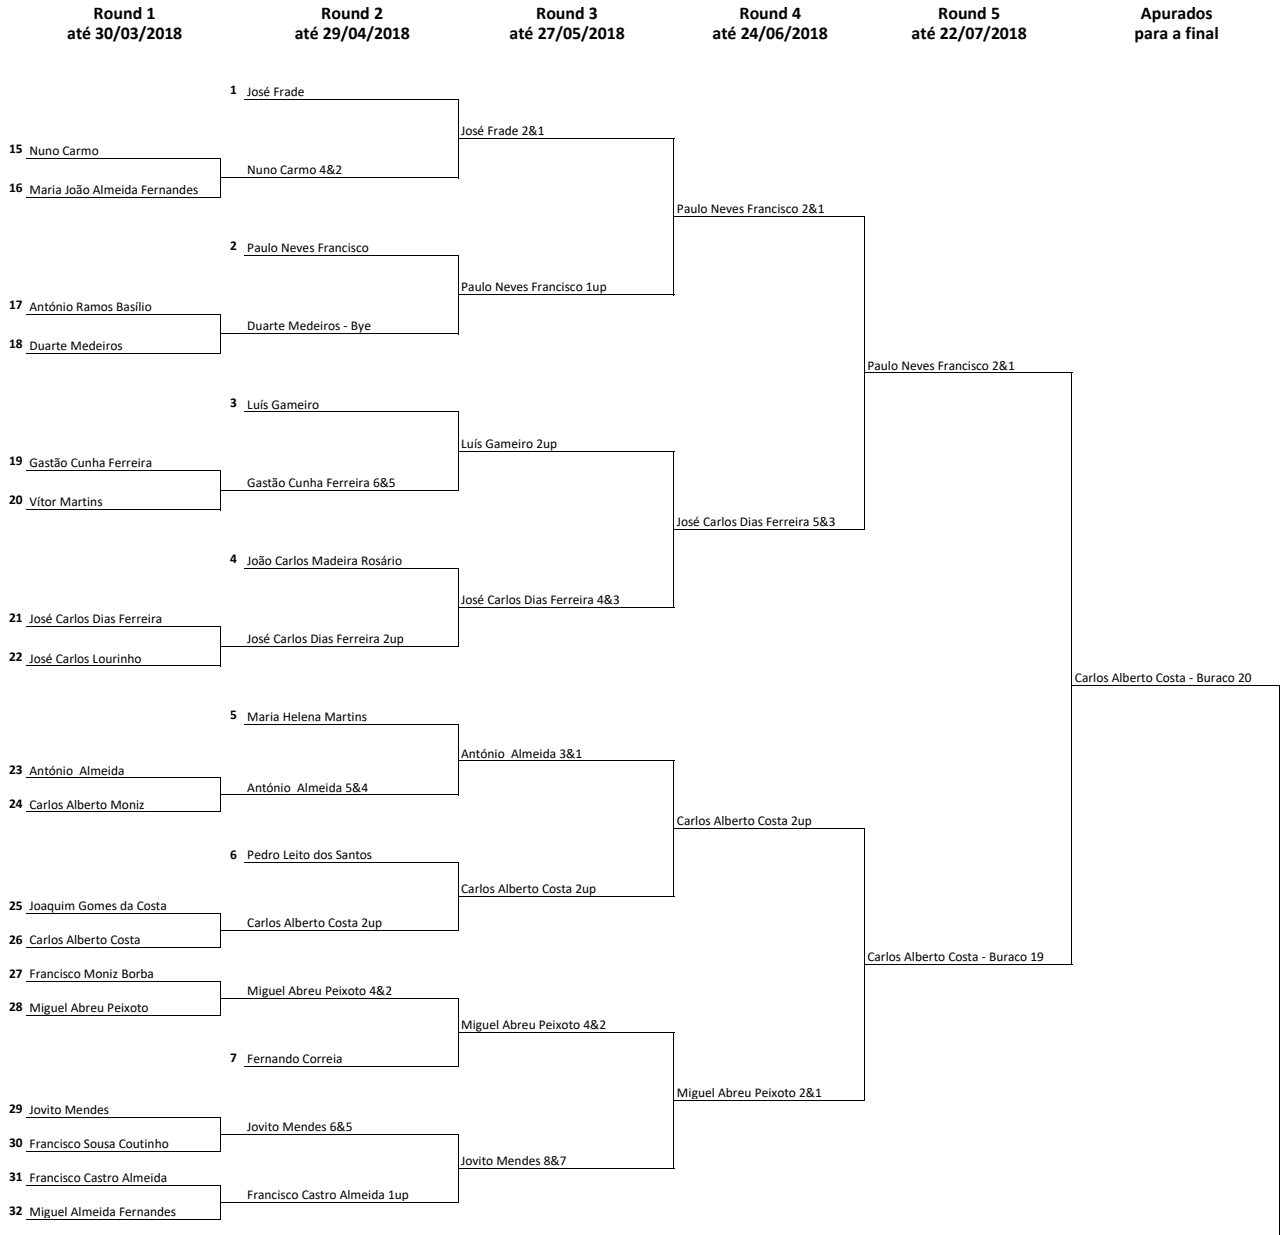 Round 1
até 30/03/2018
Round 2
até 29/04/2018
Round 3
até 27/05/2018
Round 4
até 24/06/2018
Round 5
até 22/07/2018
Apurados
para a final
1 José Frade
José Frade 2&1
15 Nuno Carmo
Nuno Carmo 4&2
16 Maria João Almeida Fernandes
Paulo Neves Francisco 2&1
2 Paulo Neves Francisco
Paulo Neves Francisco 1up
17 António Ramos Basílio
Duarte Medeiros - Bye
18 Duarte Medeiros
Paulo Neves Francisco 2&1
3 Luís Gameiro
Luís Gameiro 2up
19 Gastão Cunha Ferreira
Gastão Cunha Ferreira 6&5
20 Vítor Martins
José Carlos Dias Ferreira 5&3
4 João Carlos Madeira Rosário
José Carlos Dias Ferreira 4&3
21 José Carlos Dias Ferreira
José Carlos Dias Ferreira 2up
22 José Carlos Lourinho
Carlos Alberto Costa - Buraco 20
5 Maria Helena Martins
António  Almeida 3&1
23 António  Almeida
António  Almeida 5&4
24 Carlos Alberto Moniz
Carlos Alberto Costa 2up
6 Pedro Leito dos Santos
Carlos Alberto Costa 2up
25 Joaquim Gomes da Costa
Carlos Alberto Costa 2up
26 Carlos Alberto Costa
Carlos Alberto Costa - Buraco 19
27 Francisco Moniz Borba
Miguel Abreu Peixoto 4&2
28 Miguel Abreu Peixoto
Miguel Abreu Peixoto 4&2
7 Fernando Correia
Miguel Abreu Peixoto 2&1
29 Jovito Mendes
Jovito Mendes 6&5
30 Francisco Sousa Coutinho
Jovito Mendes 8&7
31 Francisco Castro Almeida
Francisco Castro Almeida 1up
32 Miguel Almeida Fernandes